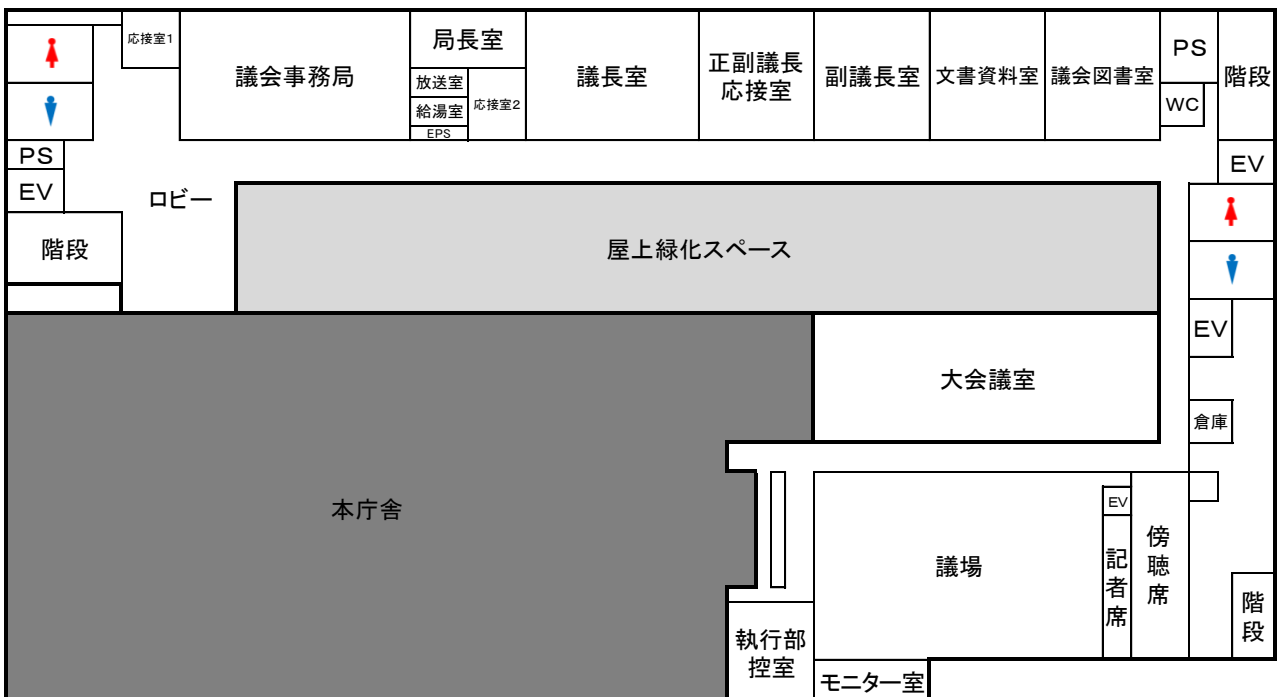 応接室1
議会事務局
局長室
放送室
給湯室
EPS
応接室2
議長室
正副議長
応接室
副議長室
文書資料室
議会図書室
PS
WC
階段
PS
EV
ロビー
階段
EV
屋上緑化スペース
EV
大会議室
倉庫
本庁舎
議場
EV
記者席
傍聴席
階段
執行部
控室
モニター室